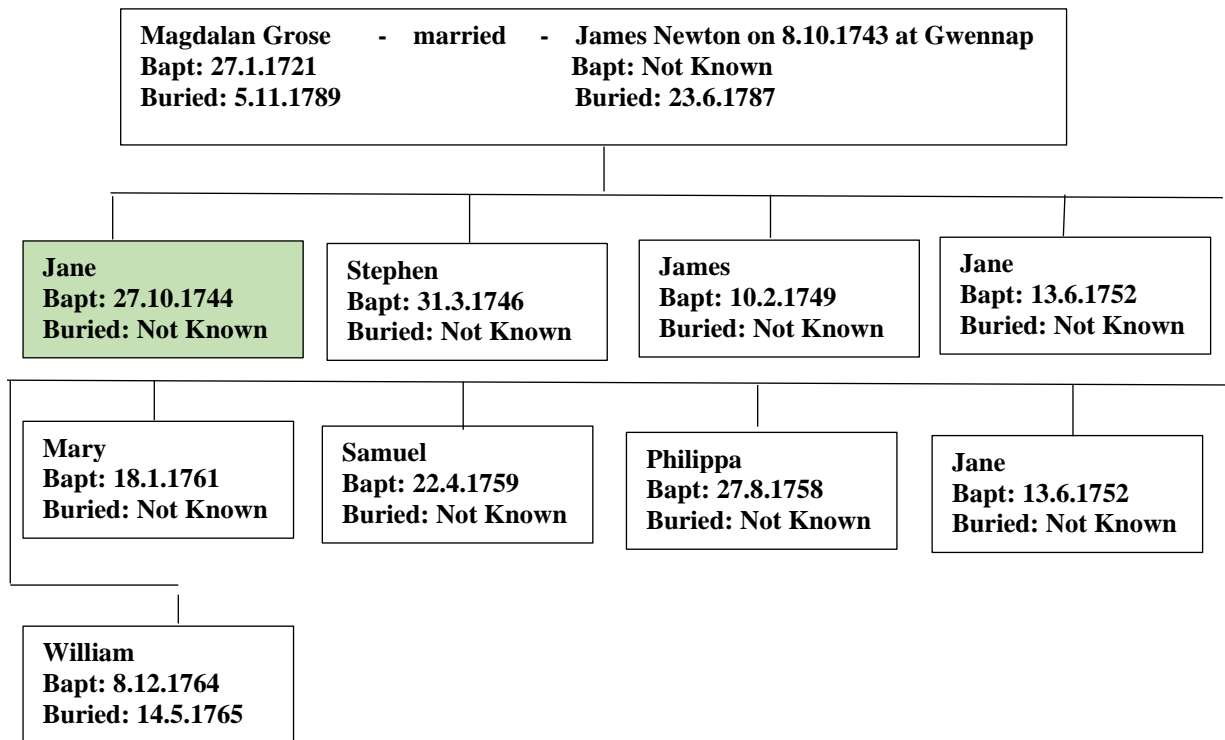 Magdalan Grose - married - James Newton on 8.10.1743 at Gwennap
Bapt: 27.1.1721 Bapt: Not Known
Buried: 5.11.1789 Buried: 23.6.1787
Jane
Bapt: 27.10.1744
Buried: Not Known
Stephen
Bapt: 31.3.1746
Buried: Not Known
James
Bapt: 10.2.1749
Buried: Not Known
Jane
Bapt: 13.6.1752
Buried: Not Known
Mary
Bapt: 18.1.1761
Buried: Not Known
Samuel
Bapt: 22.4.1759
Buried: Not Known
Philippa
Bapt: 27.8.1758
Buried: Not Known
Jane
Bapt: 13.6.1752
Buried: Not Known
William
Bapt: 8.12.1764
Buried: 14.5.1765